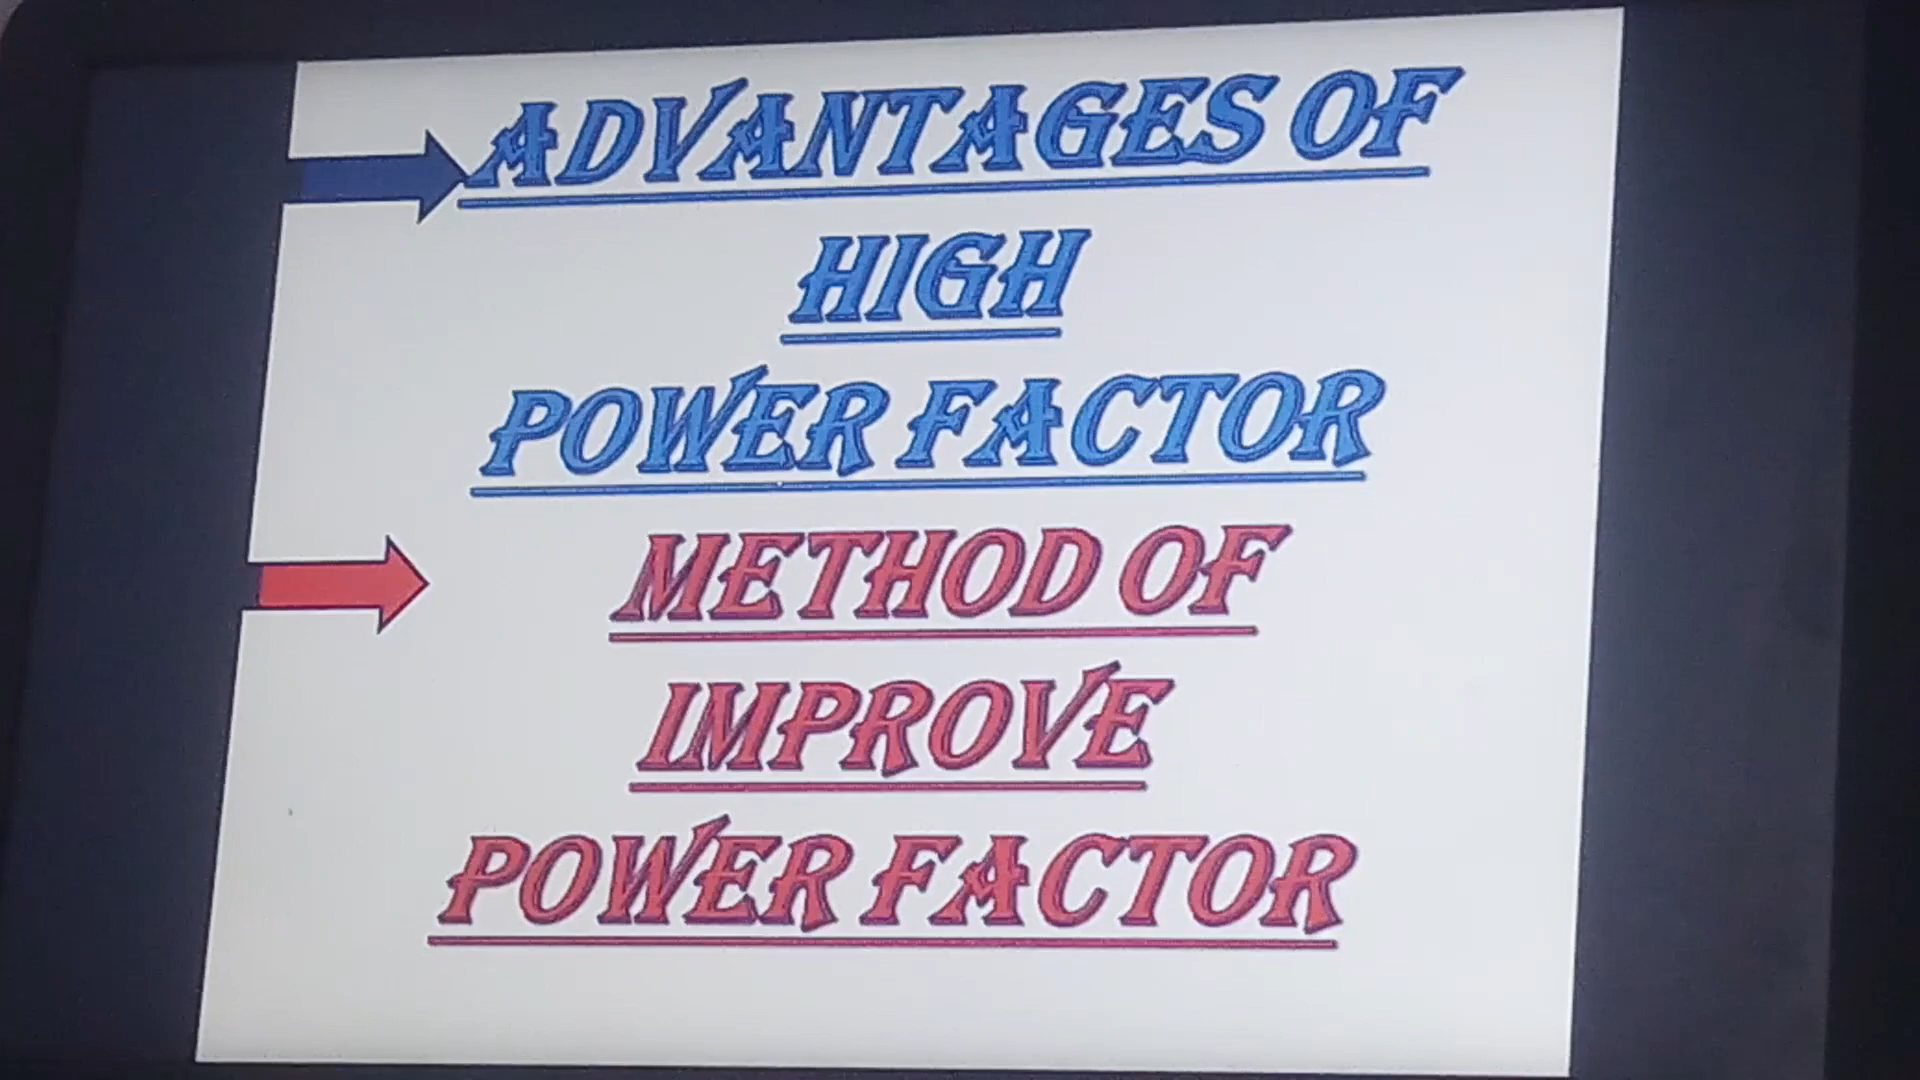 ADVANTAGES OF
HIGH
POWER FACTOR
METHOD OF
IMPROVE
POWER FACTOR